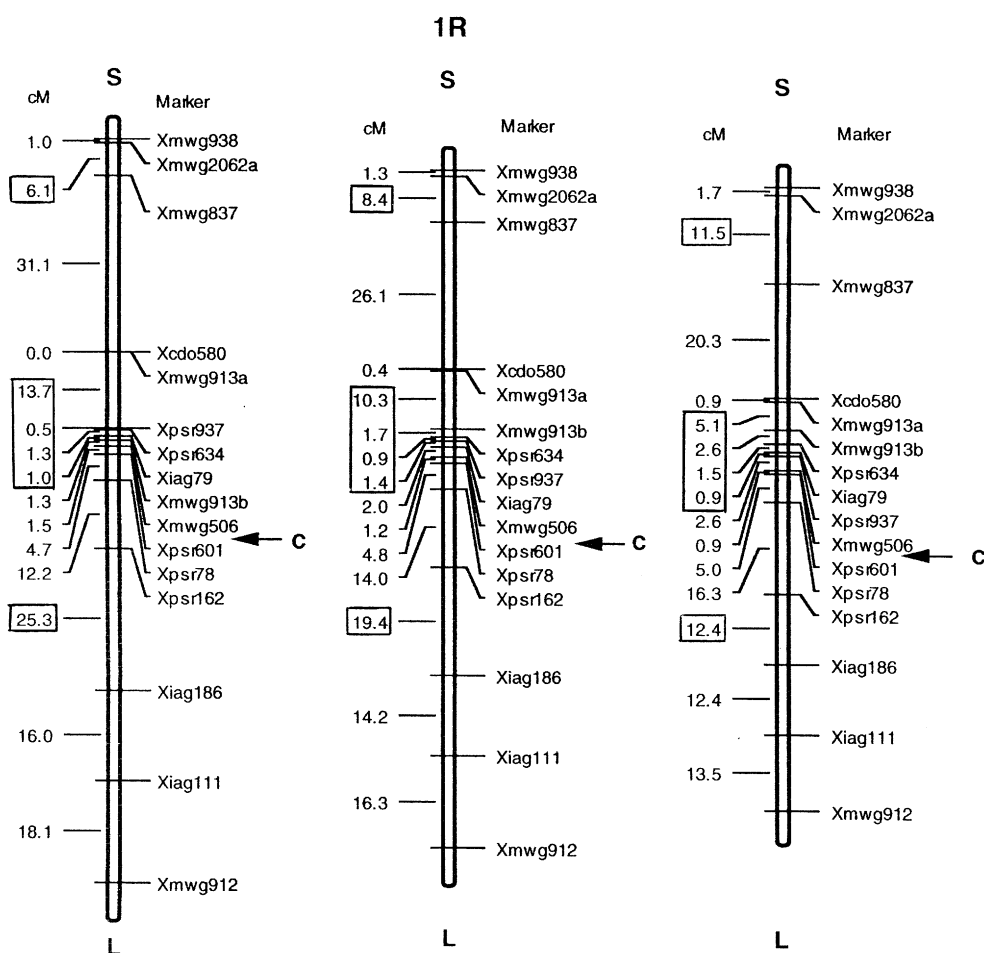 1R
S
cM Marker
1.0 Xmwg938
Xmwg2062a
6.1
Xmwg837
31.1
0.0 Xcdo580
Xmwg913a
13.7
0.5 Xpsr937
1.3 Xpsr634
1.0 Xiag79
1.3 Xmwg913b
1.5 Xmwg506
4.7 Xpsr601
12.2 Xpsr78
Xpsr162
C
25.3
Xiag186
16.0
Xiag111
18.1
Xmwg912
L
S
cM Marker
1.3 Xmwg938
8.4 Xmwg2062a
Xmwg837
26.1
0.4 Xcdo580
Xmwg913a
10.3
1.7 Xmwg913b
0.9 Xpsr634
1.4 Xpsr937
2.0 Xiag79
1.2 Xmwg506
4.8 Xpsr601
14.0 Xpsr78
Xpsr162
C
19.4
Xiag186
14.2
Xiag111
16.3
Xmwg912
L
S
cM Marker
1.7 Xmwg938
Xmwg2062a
11.5
Xmwg837
20.3
0.9 Xcdo580
5.1 Xmwg913a
2.6 Xmwg913b
1.5 Xpsr634
0.9 Xiag79
2.6 Xpsr937
0.9 Xmwg506
5.0 Xpsr601
16.3 Xpsr78
Xpsr162
C
12.4
Xiag186
12.4
Xiag111
13.5
Xmwg912
L